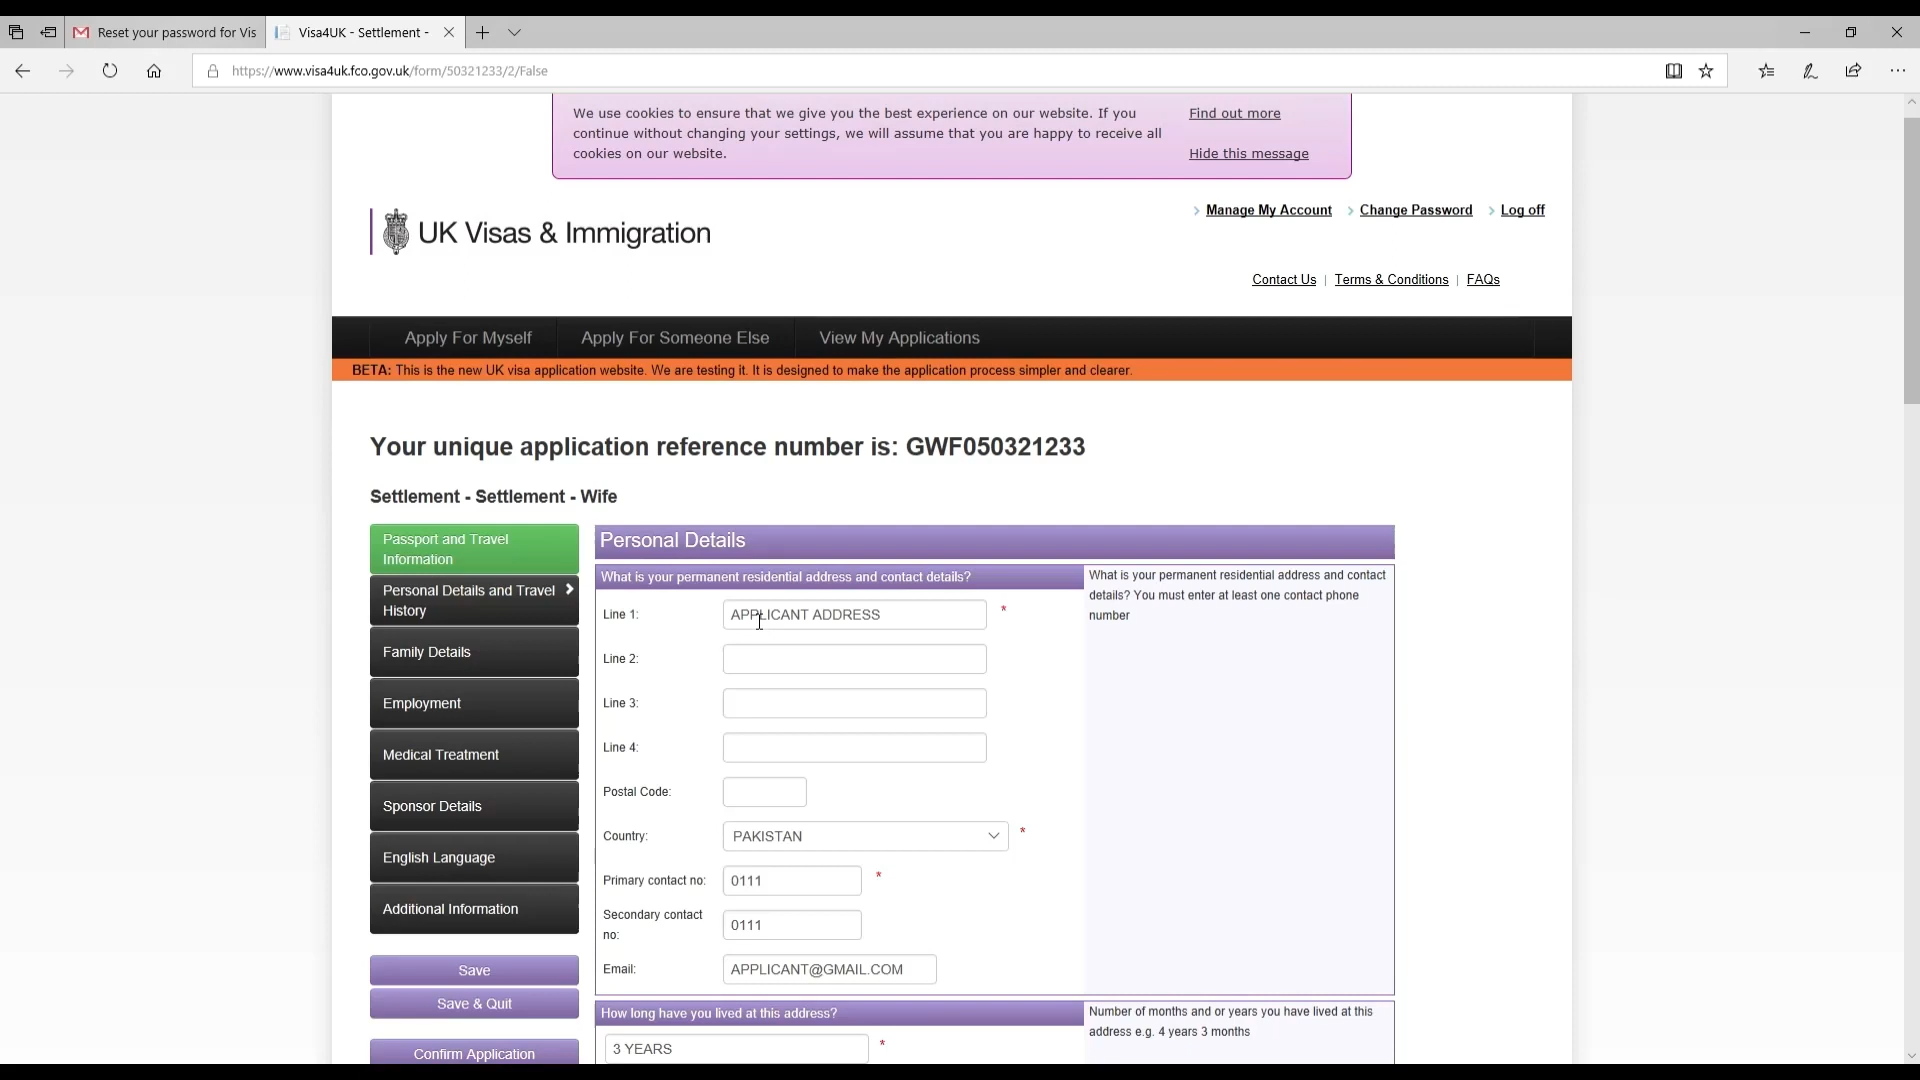 Reset your password for Vis
Visa4UK - Settlement -
https://www.visa4uk.fco.gov.uk/form/50321233/2/False
We use cookies to ensure that we give you the best experience on our website. If you
continue without changing your settings, we will assume that you are happy to receive all
cookies on our website.
Find out more
Hide this message
UK Visas & Immigration
Manage My Account
Change Password
Log off
Contact Us | Terms & Conditions | FAQs
Apply For Myself
Apply For Someone Else
View My Applications
BETA: This is the new UK visa application website. We are testing it. It is designed to make the application process simpler and clearer.
Your unique application reference number is: GWF050321233
Settlement - Settlement - Wife
Passport and Travel
Information
Personal Details and Travel
History
Family Details
Employment
Medical Treatment
Sponsor Details
English Language
Additional Information
Save
Save & Quit
Confirm Application
Personal Details
What is your permanent residential address and contact details?
Line 1: APPLICANT ADDRESS *
Line 2:
Line 3:
Line 4:
Postal Code:
Country: PAKISTAN *
Primary contact no: 0111 *
Secondary contact
no: 0111
Email: APPLICANT@GMAIL.COM
What is your permanent residential address and contact
details? You must enter at least one contact phone
number
How long have you lived at this address?
3 YEARS *
Number of months and or years you have lived at this
address e.g. 4 years 3 months